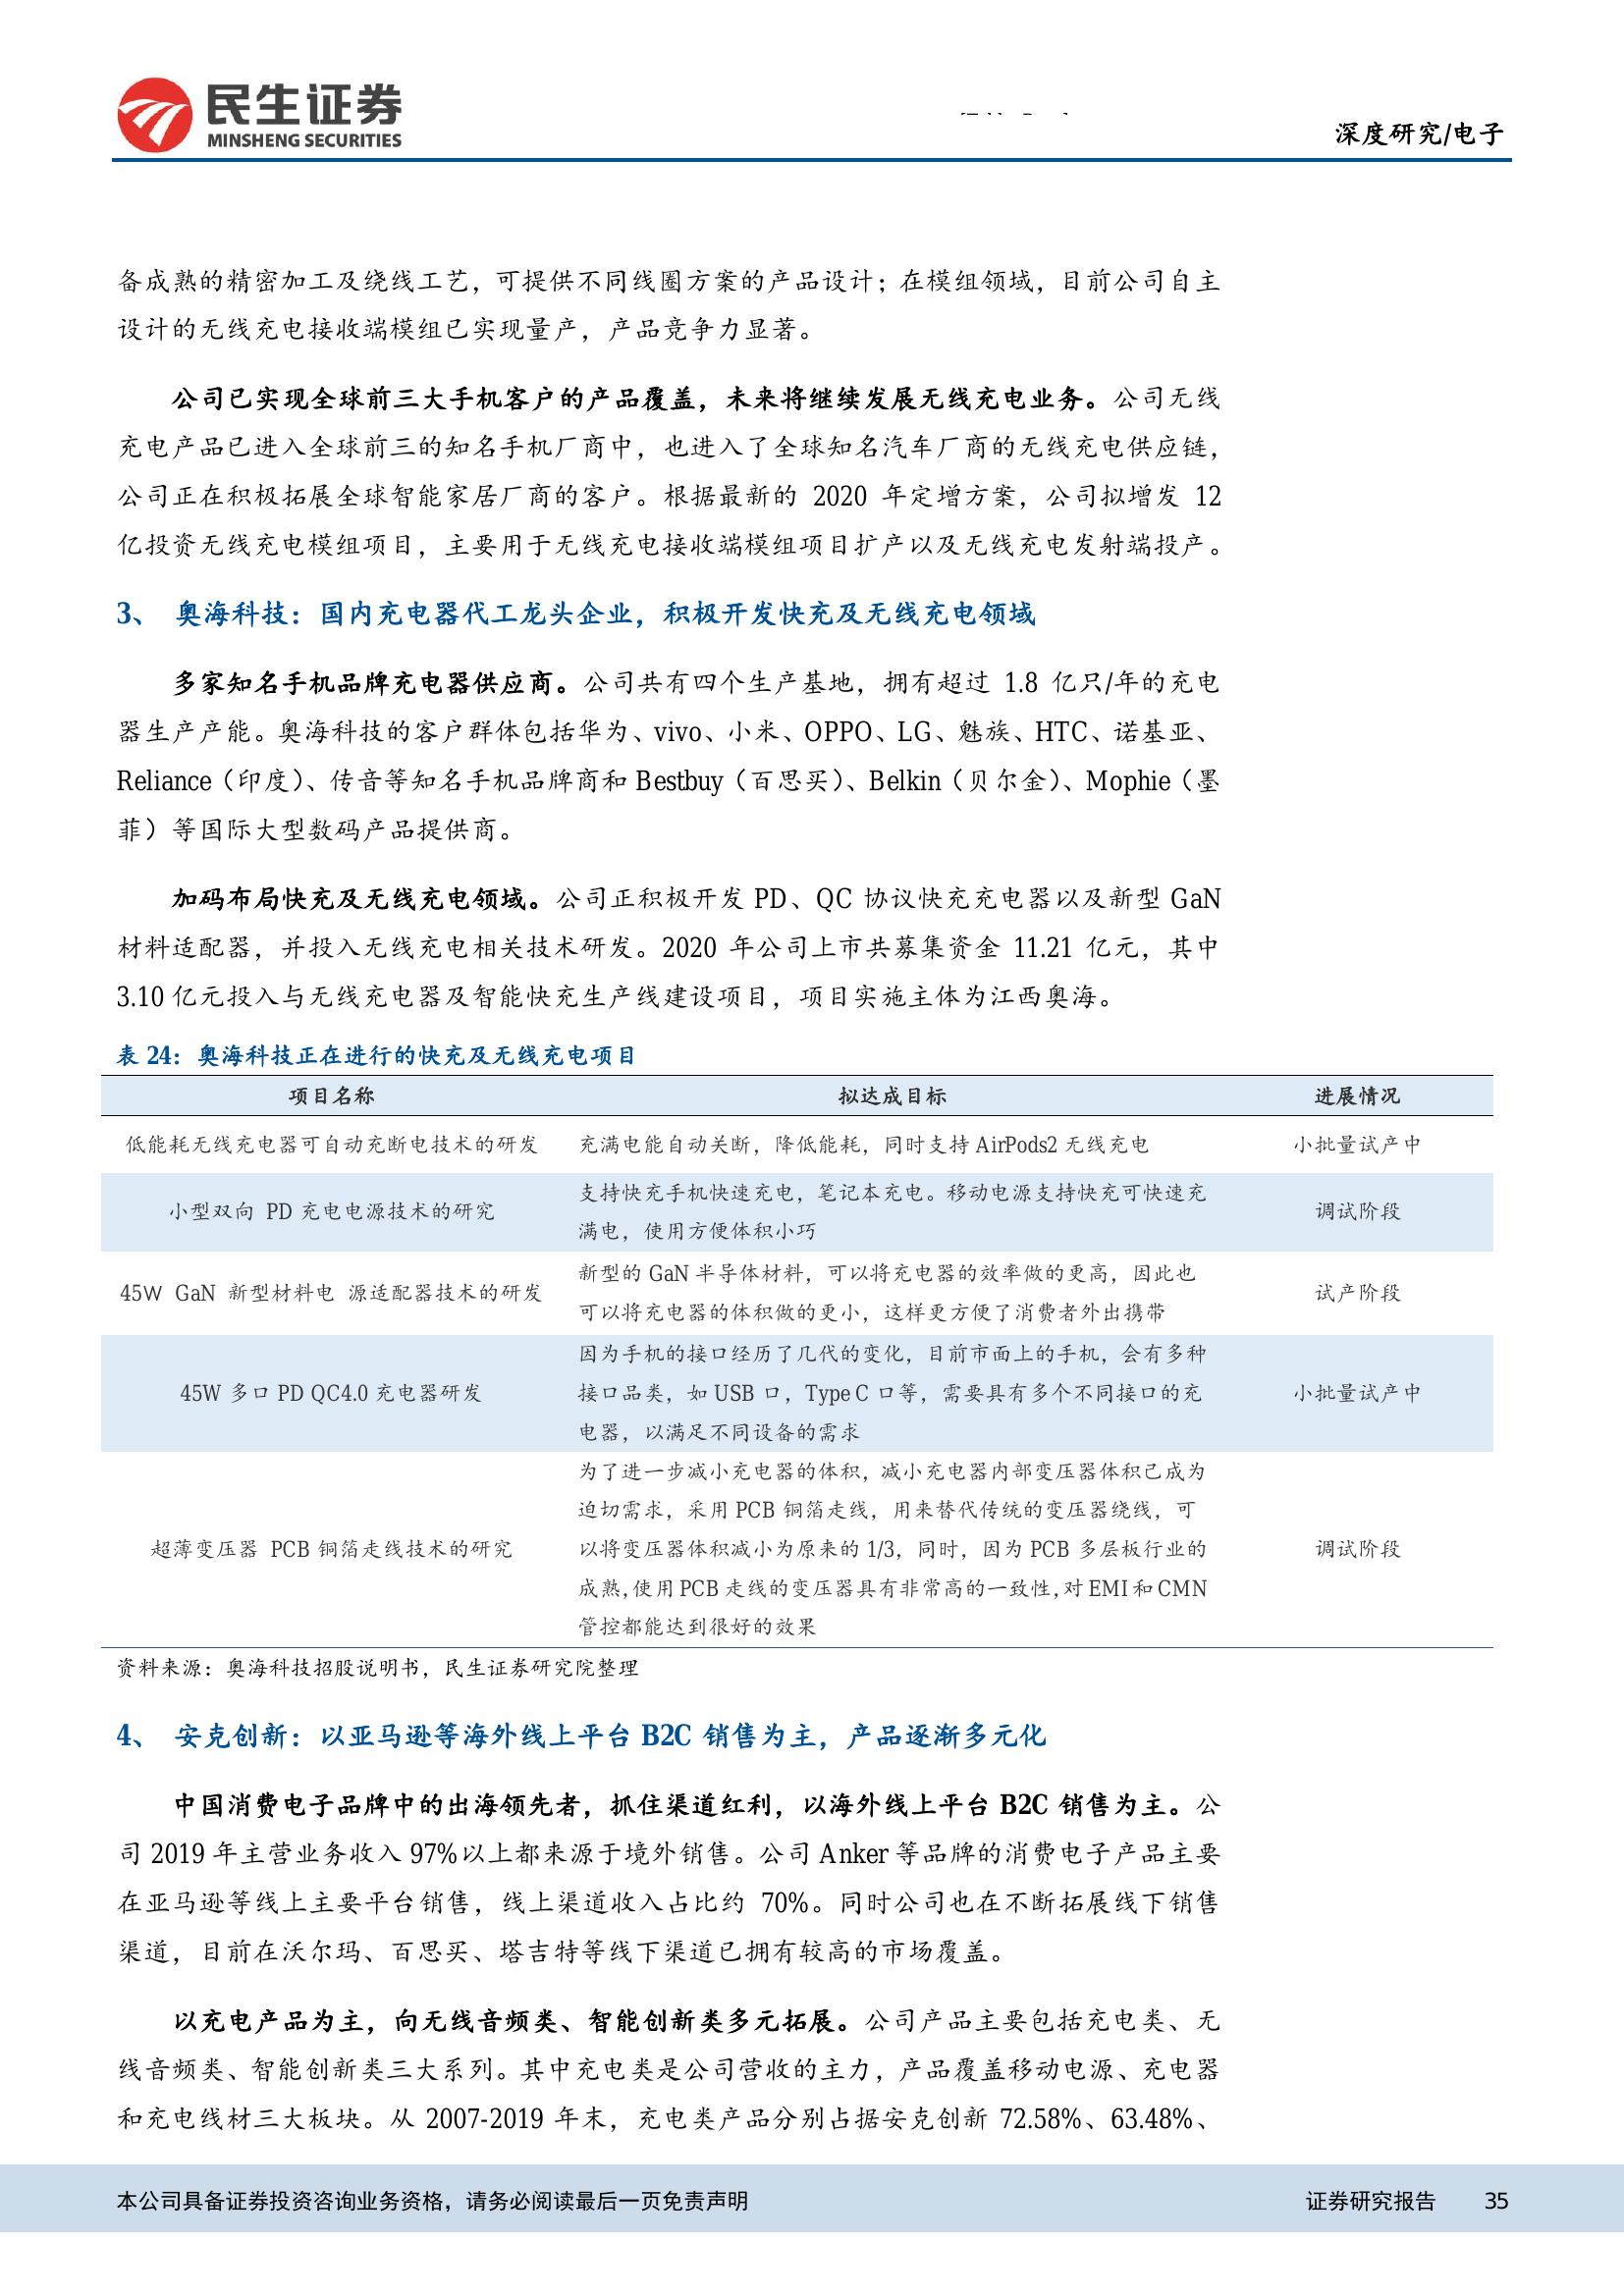 民生证券
MINSHENG SECURITIES
深度研究/电子
备成熟的精密加工及绕线工艺，可提供不同线圈方案的产品设计；在模组领域，目前公司自主
设计的无线充电接收端模组已实现量产，产品竞争力显著。
公司已实现全球前三大手机客户的产品覆盖，未来将继续发展无线充电业务。公司无线
充电产品已进入全球前三的知名手机厂商中，也进入了全球知名汽车厂商的无线充电供应链，
公司正在积极拓展全球智能家居厂商的客户。根据最新的 2020 年定增方案，公司拟增发 12
亿投资无线充电模组项目，主要用于无线充电接收端模组项目扩产以及无线充电发射端投产。
3、 奥海科技：国内充电器代工龙头企业，积极开发快充及无线充电领域
多家知名手机品牌充电器供应商。公司共有四个生产基地，拥有超过 1.8 亿只/年的充电
器生产产能。奥海科技的客户群体包括华为、vivo、小米、OPPO、LG、魅族、HTC、诺基亚、
Reliance（印度）、传音等知名手机品牌商和 Bestbuy（百思买）、Belkin（贝尔金）、Mophie（墨
菲）等国际大型数码产品提供商。
加码布局快充及无线充电领域。公司正积极开发 PD、QC 协议快充充电器以及新型 GaN
材料适配器，并投入无线充电相关技术研发。2020 年公司上市共募集资金 11.21 亿元，其中
3.10 亿元投入与无线充电器及智能快充生产线建设项目，项目实施主体为江西奥海。
表 24：奥海科技正在进行的快充及无线充电项目
项目名称 拟达成目标 进展情况
低能耗无线充电器可自动充断电技术的研发 充满电能自动关断，降低能耗，同时支持 AirPods2 无线充电 小批量试产中
小型双向 PD 充电电源技术的研究 支持快充手机快速充电，笔记本充电。移动电源支持快充可快速充
满电，使用方便体积小巧 调试阶段
45W GaN 新型材料电 源适配器技术的研发 新型的 GaN 半导体材料，可以将充电器的效率做的更高，因此也
可以将充电器的体积做的更小，这样更方便了消费者外出携带 试产阶段
45W 多口 PD QC4.0 充电器研发 因为手机的接口经历了几代的变化，目前市面上的手机，会有多种
接口品类，如 USB 口，Type C 口等，需要具有多个不同接口的充
电器，以满足不同设备的需求 小批量试产中
超薄变压器 PCB 铜箔走线技术的研究 为了进一步减小充电器的体积，减小充电器内部变压器体积已成为
迫切需求，采用 PCB 铜箔走线，用来替代传统的变压器绕线，可
以将变压器体积减小为原来的 1/3，同时，因为 PCB 多层板行业的
成熟，使用 PCB 走线的变压器具有非常高的一致性，对 EMI 和 CMN
管控都能达到很好的效果 调试阶段
资料来源：奥海科技招股说明书，民生证券研究院整理
4、 安克创新：以亚马逊等海外线上平台 B2C 销售为主，产品逐渐多元化
中国消费电子品牌中的出海领先者，抓住渠道红利，以海外线上平台 B2C 销售为主。公
司 2019 年主营业务收入 97%以上都来源于境外销售。公司 Anker 等品牌的消费电子产品主要
在亚马逊等线上主要平台销售，线上渠道收入占比约 70%。同时公司也在不断拓展线下销售
渠道，目前在沃尔玛、百思买、塔吉特等线下渠道已拥有较高的市场覆盖。
以充电产品为主，向无线音频类、智能创新类多元拓展。公司产品主要包括充电类、无
线音频类、智能创新类三大系列。其中充电类是公司营收的主力，产品覆盖移动电源、充电器
和充电线材三大板块。从 2007-2019 年末，充电类产品分别占据安克创新 72.58%、63.48%、
本公司具备证券投资咨询业务资格，请务必阅读最后一页免责声明 证券研究报告 35